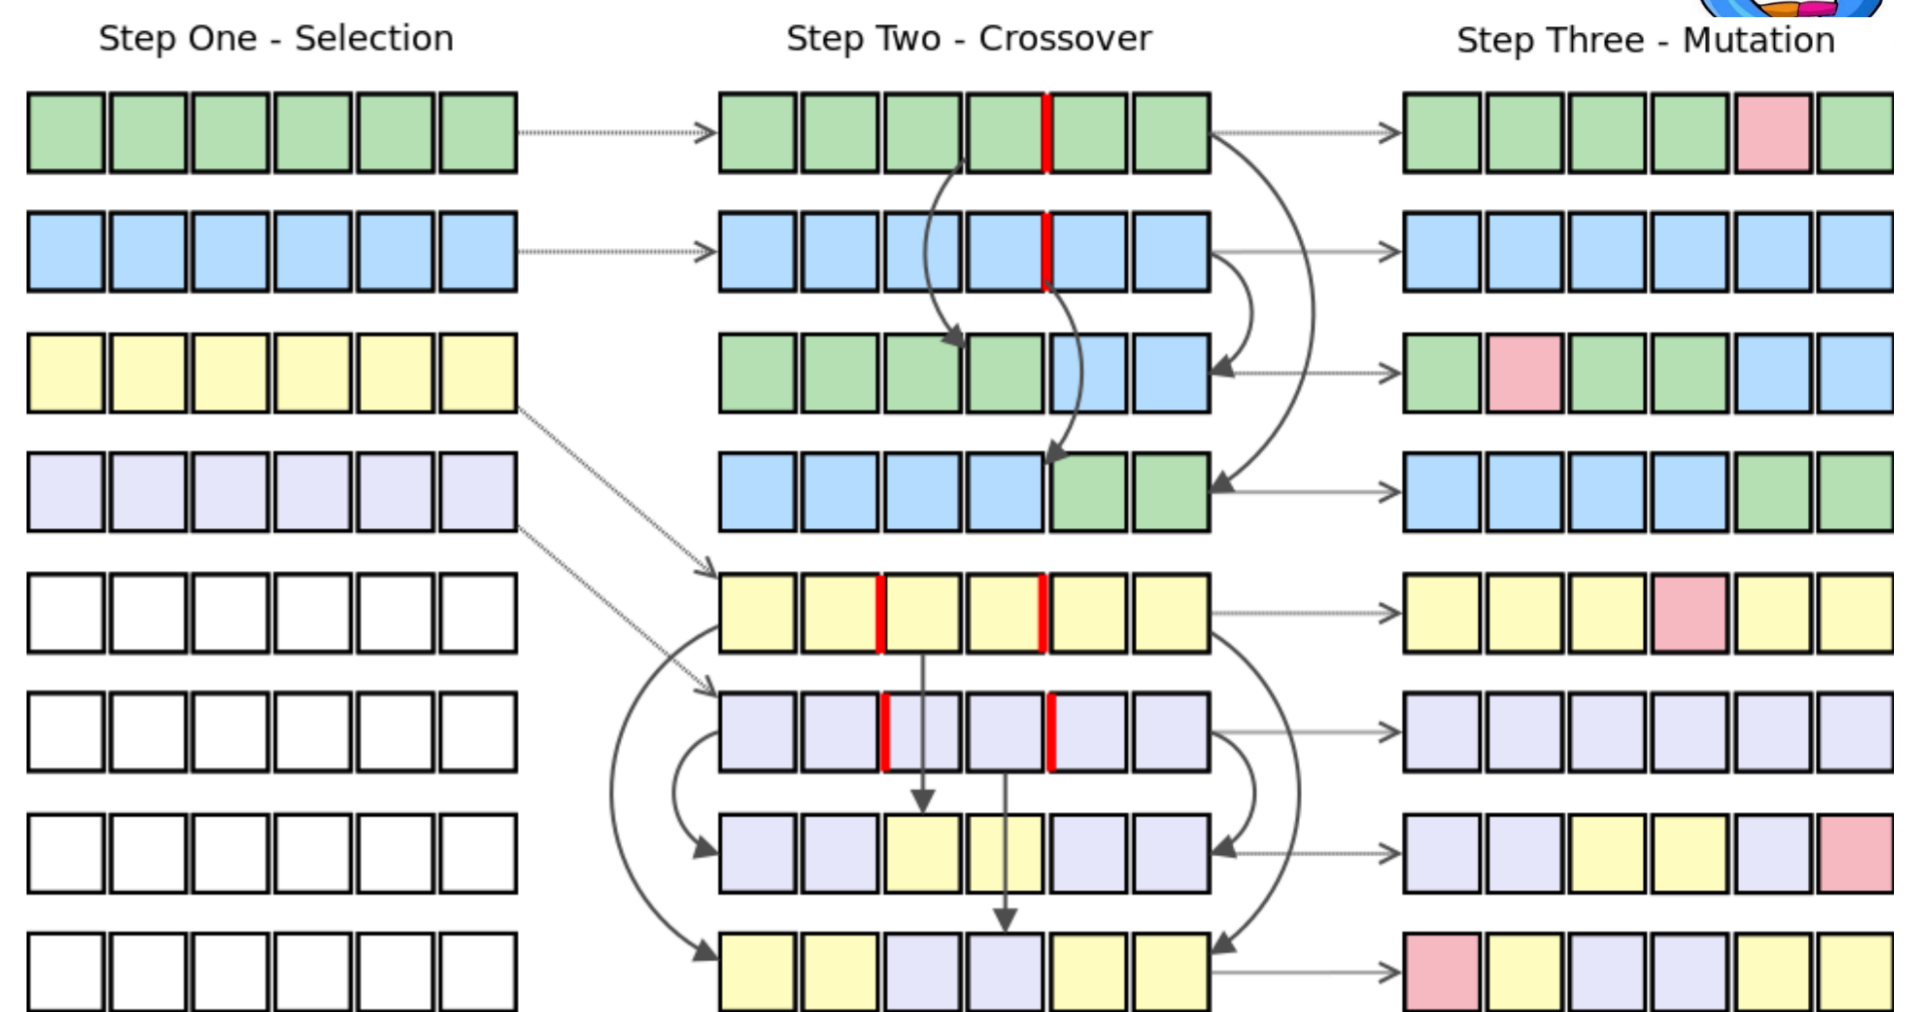 Step One - Selection
Step Two - Crossover
Step Three - Mutation